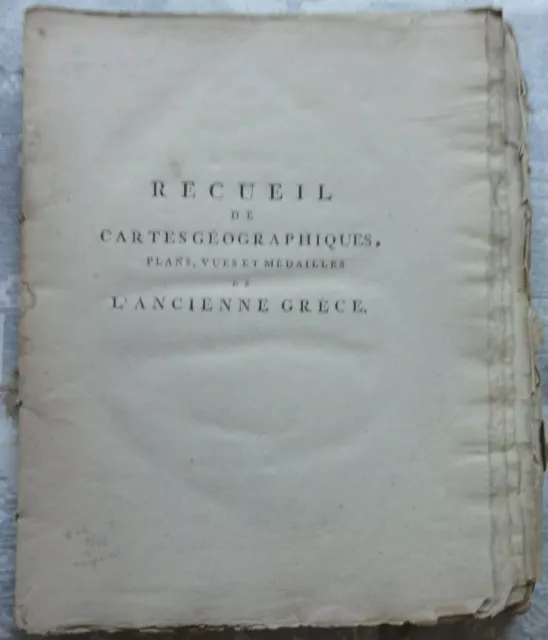 RECUEIL
DE
CARTES GÉOGRAPHIQUES,
PLANS, VUES ET MÉDAILLES
DE
L'ANCIENNE GRÈCE.